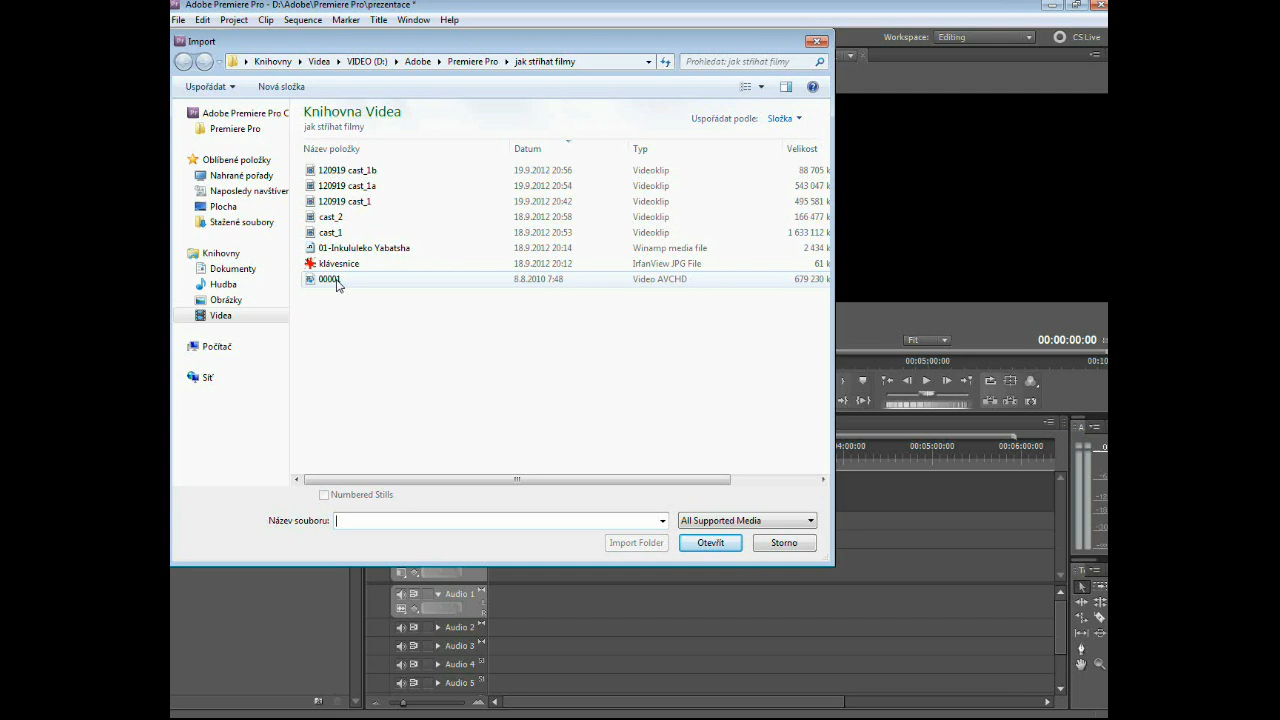 Adobe Premiere Pro - D:\Adobe\Premiere Pro\prezentace *
File Edit Project Clip Sequence Marker Title Window Help
Workspace: Editing CS Live
Import
Knihovny Videa VIDEO (D:) Adobe Premiere Pro jak stříhat filmy
Prohledat: jak stříhat filmy
Uspořádat Nová složka
Adobe Premiere Pro C
Premiere Pro
Oblíbené položky
Nahrané pořady
Naposledy navštíven
Plocha
Stažené soubory
Knihovny
Dokumenty
Hudba
Obrázky
Videa
Počítač
Síť
Knihovna Videa
jak stříhat filmy
Uspořádat podle: Složka
Název položky Datum Typ Velikost
120919 cast_1b 19.9.2012 20:56 Videoklip 88 705 k
120919 cast_1a 19.9.2012 20:54 Videoklip 543 047 k
120919 cast_1 19.9.2012 20:42 Videoklip 495 581 k
cast_2 18.9.2012 20:58 Videoklip 166 477 k
cast_1 18.9.2012 20:53 Videoklip 1 633 112 k
01-Inkululeko Yabatsha 18.9.2012 20:14 Winamp media file 2 434 k
klávesnice 18.9.2012 20:12 IrfanView JPG File 61 k
00001 8.8.2010 7:48 Video AVCHD 679 230 k
Numbered Stills
Název souboru: All Supported Media
Import Folder Otevřít Storno
Fit 00:00:00:00
00:05:00:00 00:10
04:00:00 00:05:00:00 00:06:00:00
Audio 1
Audio 2
Audio 3
Audio 4
Audio 5